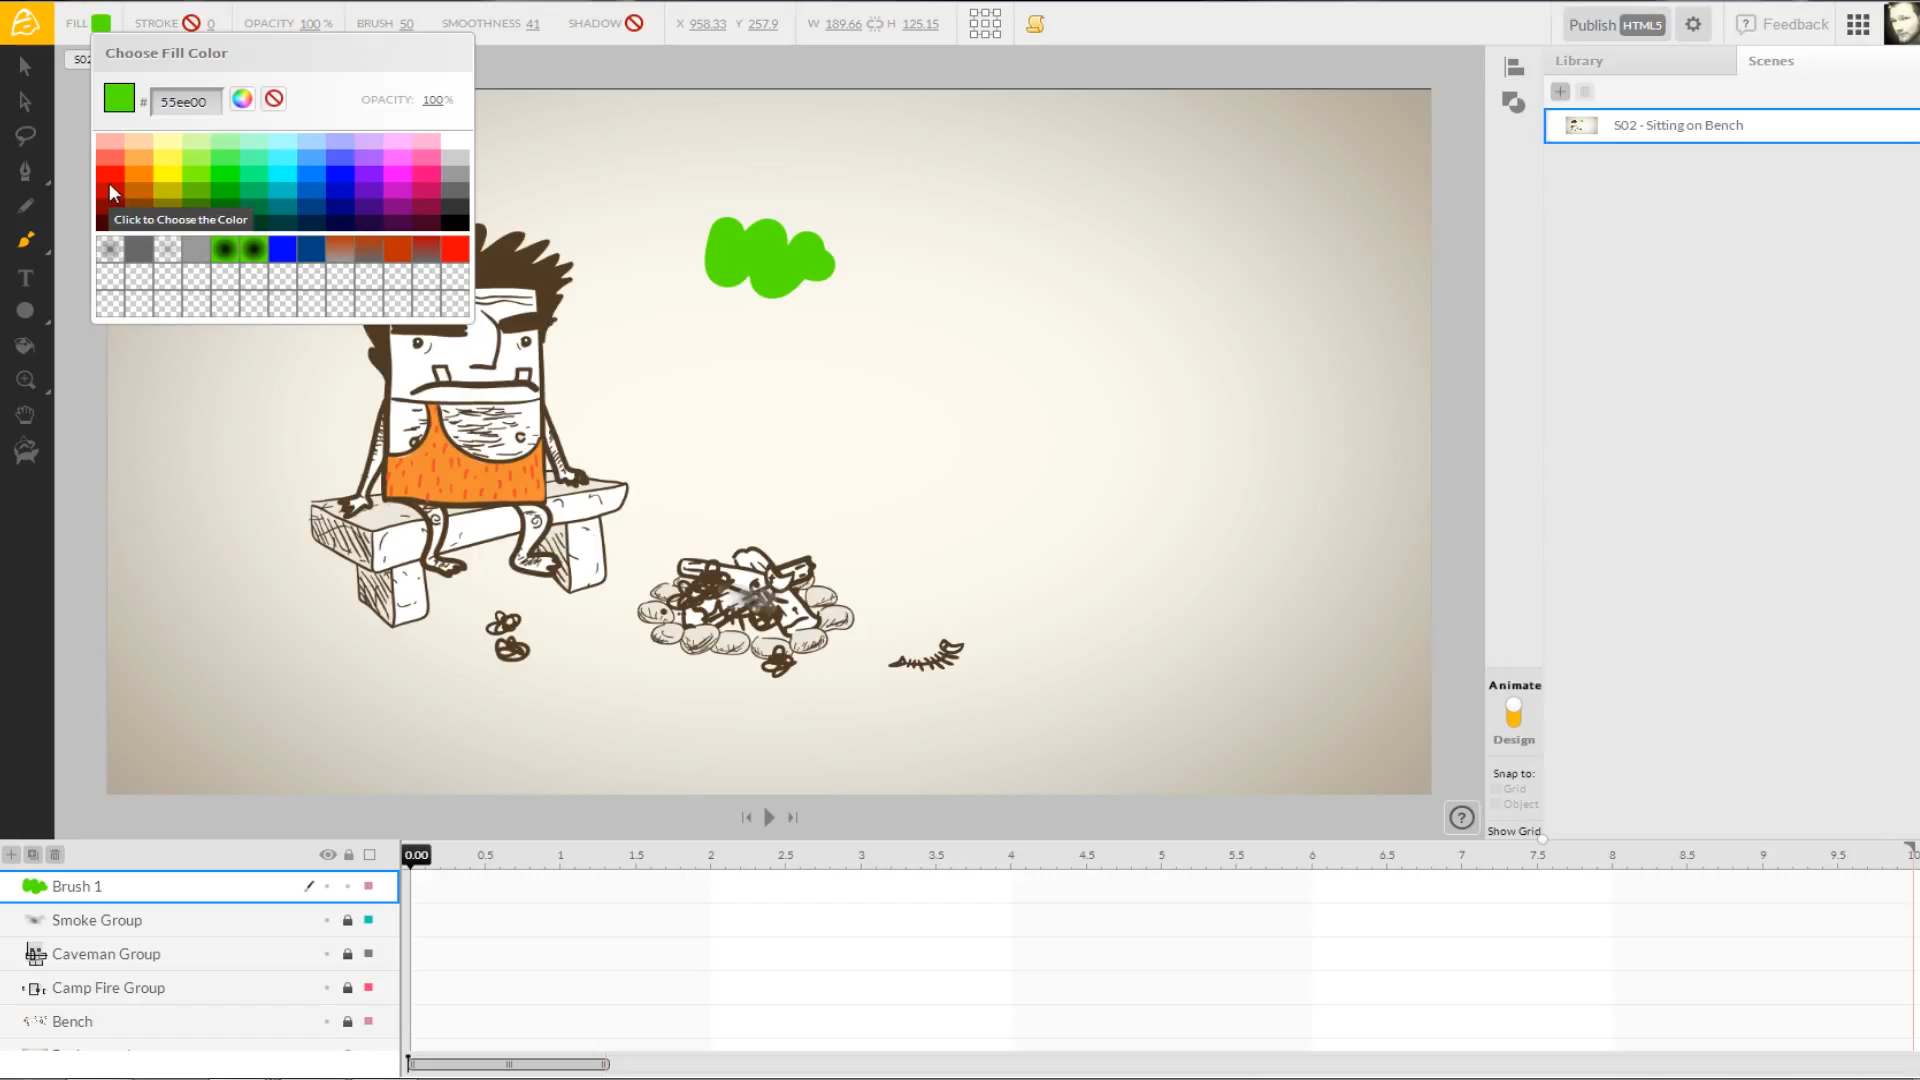 FILL STROKE 0 OPACITY 100 % BRUSH 50 SMOOTHNESS 41 SHADOW X 958.33 Y 257.9 W 189.66 H 125.15 Publish HTML5 ? Feedback
S02
Choose Fill Color
# 55ee00 OPACITY: 100%
Click to Choose the Color
Library Scenes
S02 - Sitting on Bench
T
Animate
Design
Snap to:
Grid
Object
Show Grid
?
0.00 0.5 1 1.5 2 2.5 3 3.5 4 4.5 5 5.5 6 6.5 7 7.5 8 8.5 9 9.5 10
Brush 1
Smoke Group
Caveman Group
Camp Fire Group
Bench